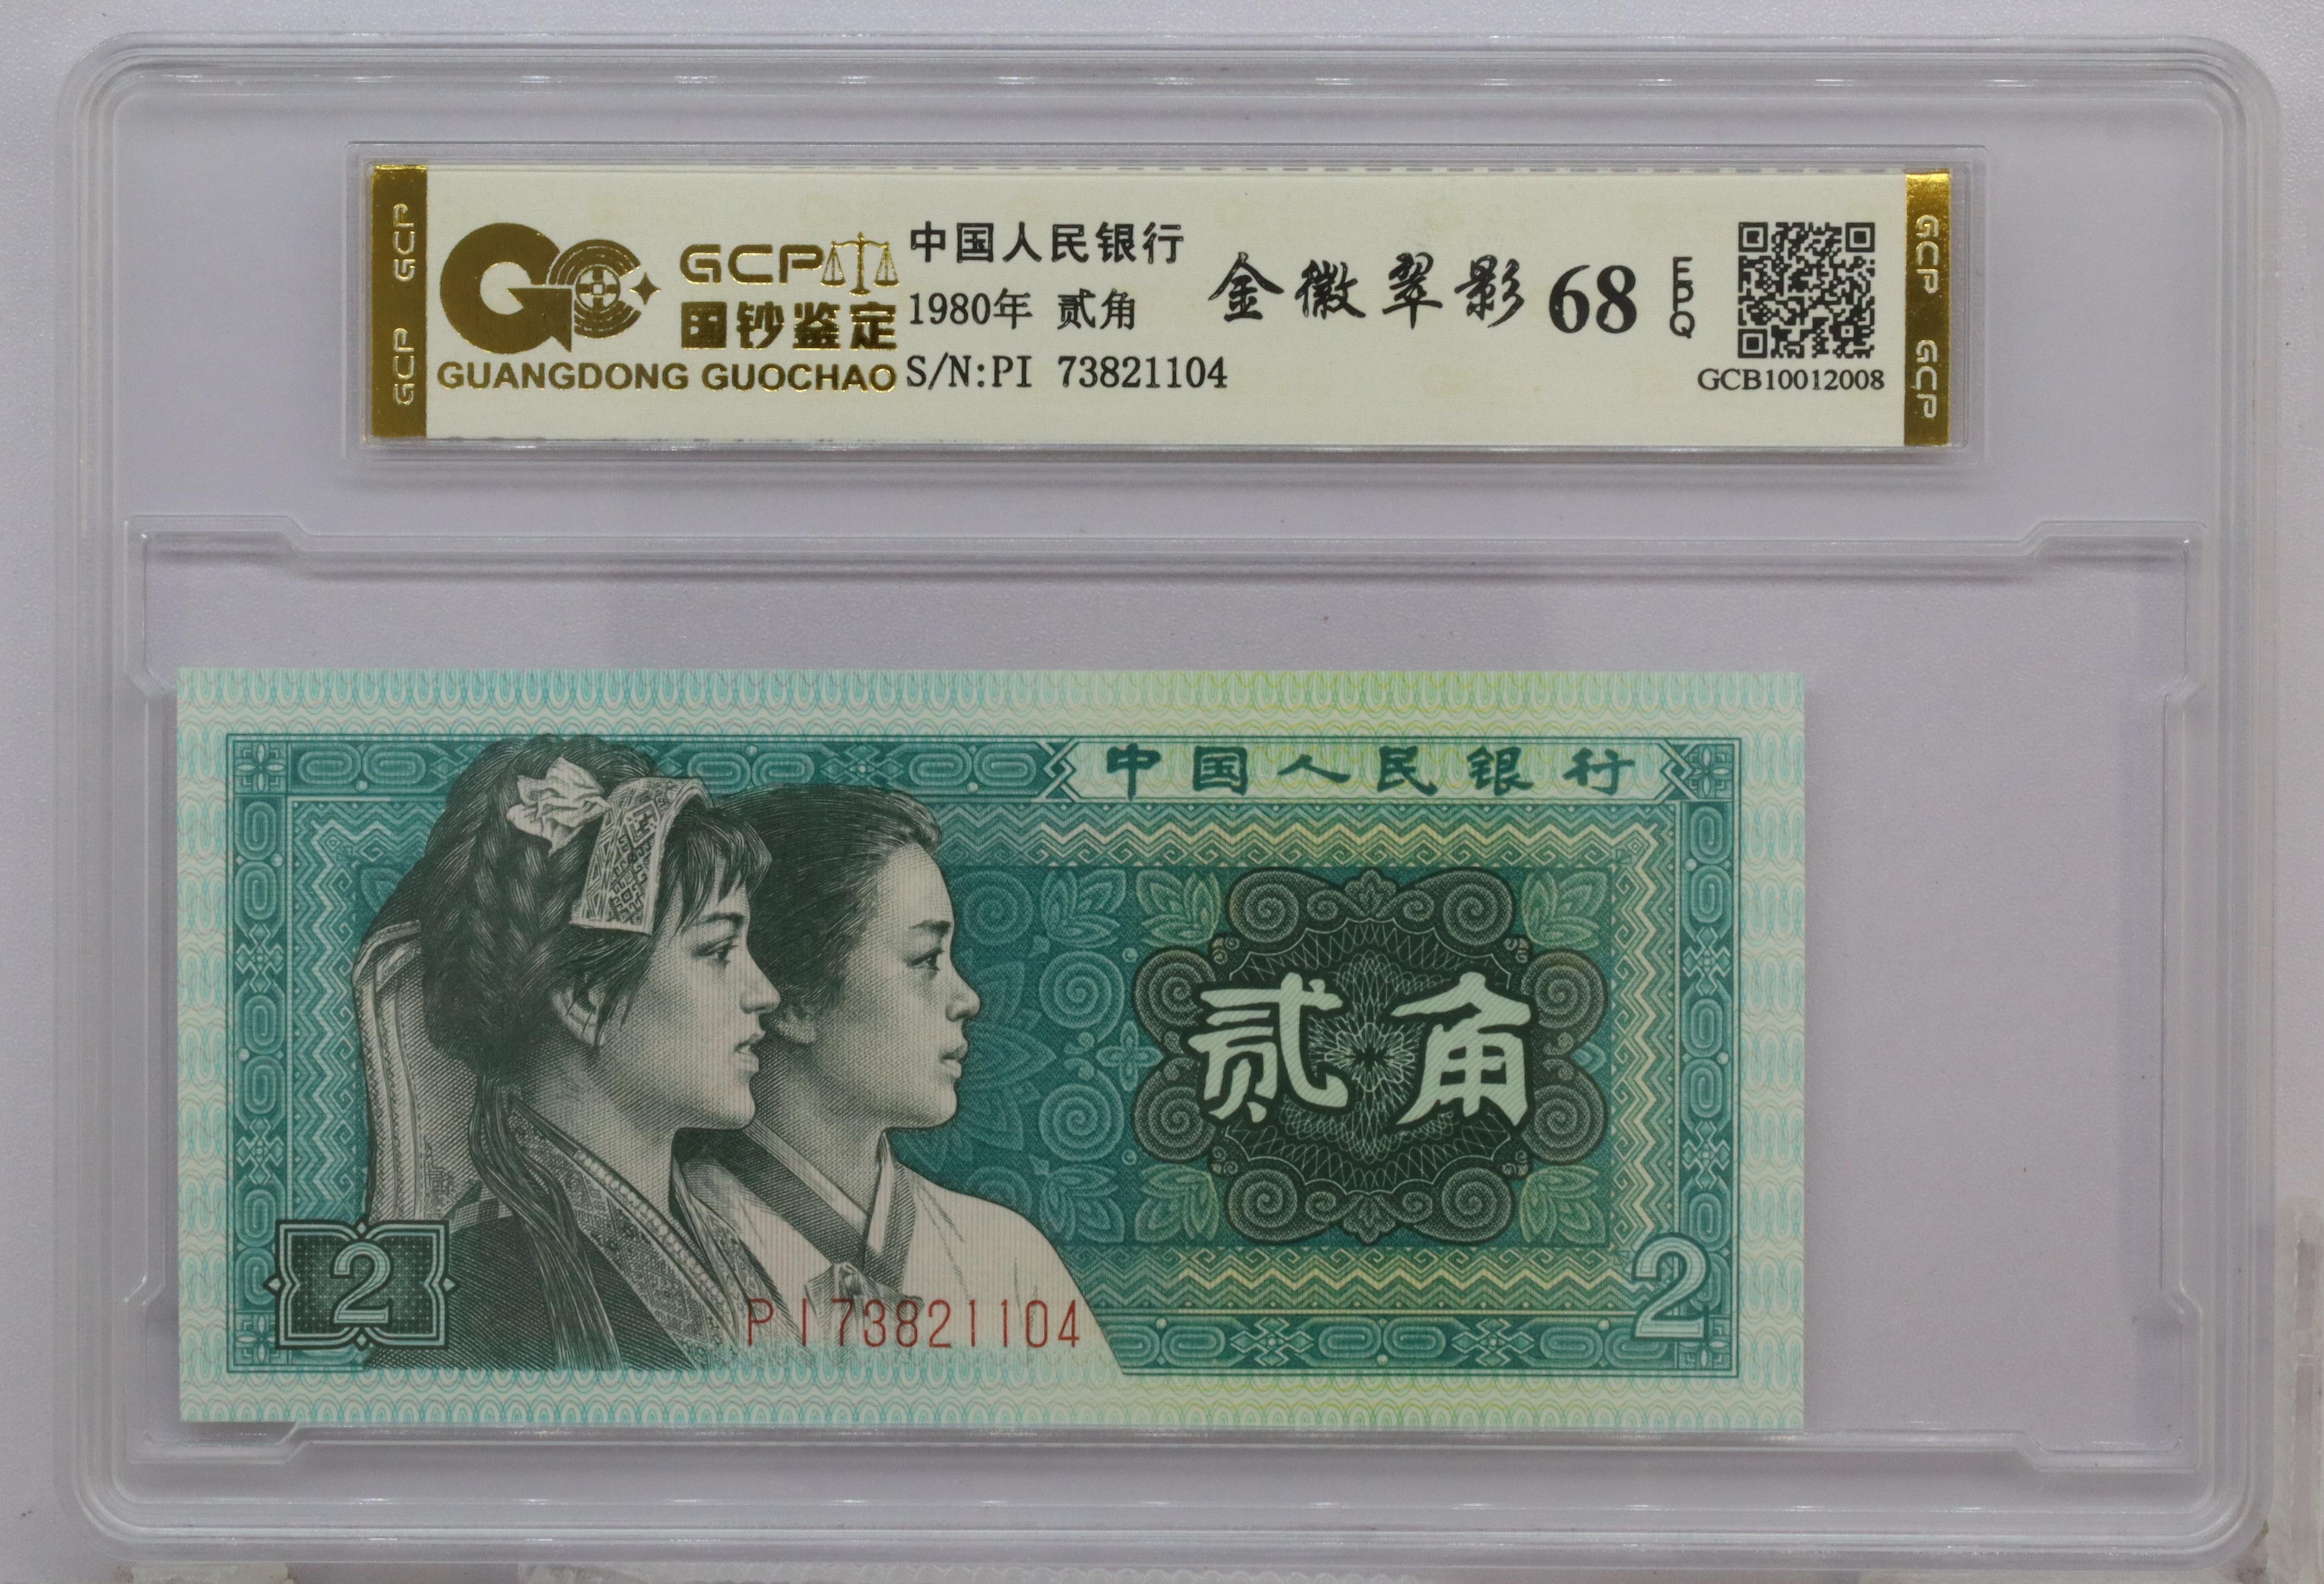 GCP GCP
GCP
国钞鉴定
GUANGDONG GUOCHAO
中国人民银行
1980年 贰角
S/N:PI 73821104
金徽翠影 68 EPQ
GCB10012008
GCP GCP
中国人民银行
贰角
2
PI73821104
2